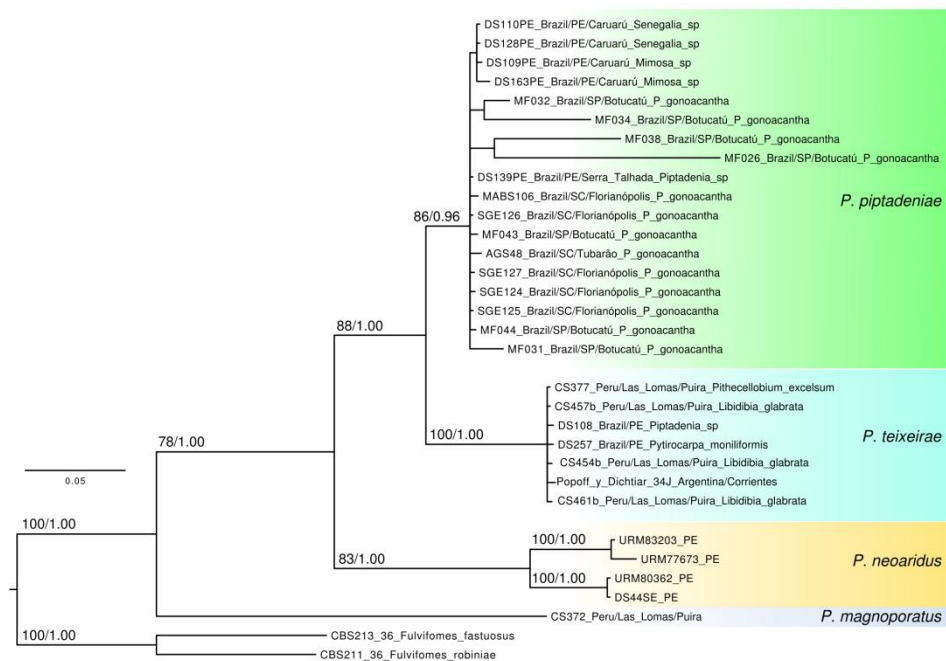 DS110PE_Brazil/PE/Caruarú_Senegalia_sp
DS128PE_Brazil/PE/Caruarú_Senegalia_sp
DS109PE_Brazil/PE/Caruarú_Mimosa_sp
DS163PE_Brazil/PE/Caruarú_Mimosa_sp
MF032_Brazil/SP/Botucatú_P_gonoacantha
MF034_Brazil/SP/Botucatú_P_gonoacantha
MF038_Brazil/SP/Botucatú_P_gonoacantha
MF026_Brazil/SP/Botucatú_P_gonoacantha
DS139PE_Brazil/PE/Serra_Talhada_Piptadenia_sp
MABS106_Brazil/SC/Florianópolis_P_gonoacantha
P. piptadeniae
86/0.96
SGE126_Brazil/SC/Florianópolis_P_gonoacantha
MF043_Brazil/SP/Botucatú_P_gonoacantha
AGS48_Brazil/SC/Tubarão_P_gonoacantha
SGE127_Brazil/SC/Florianópolis_P_gonoacantha
SGE124_Brazil/SC/Florianópolis_P_gonoacantha
SGE125_Brazil/SC/Florianópolis_P_gonoacantha
88/1.00
MF044_Brazil/SP/Botucatú_P_gonoacantha
MF031_Brazil/SP/Botucatú_P_gonoacantha
CS377_Peru/Las_Lomas/Puira_Pithecellobium_excelsum
CS457b_Peru/Las_Lomas/Puira_Libidibia_glabrata
DS108_Brazil/PE_Piptadenia_sp
100/1.00
DS257_Brazil/PE_Pytirocarpa_moniliformis
P. teixeirae
78/1.00
CS454b_Peru/Las_Lomas/Puira_Libidibia_glabrata
0.05
Popoff_y_Dichtiar_34J_Argentina/Corrientes
CS461b_Peru/Las_Lomas/Puira_Libidibia_glabrata
100/1.00
100/1.00
URM83203_PE
83/1.00
URM77673_PE
P. neoaridus
100/1.00
URM80362_PE
DS44SE_PE
CS372_Peru/Las_Lomas/Puira
P. magnoporatus
100/1.00
CBS213_36_Fulvifomes_fastuosus
CBS211_36_Fulvifomes_robiniae